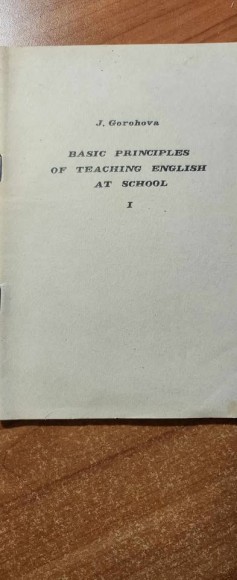 J. Gorohova
BASIC PRINCIPLES
OF TEACHING ENGLISH
AT SCHOOL
I